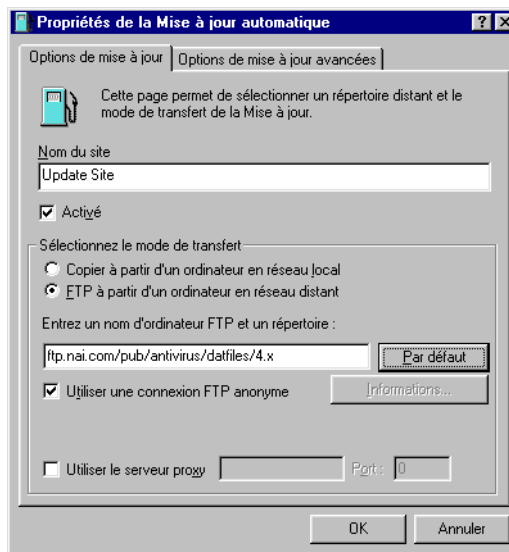 Propriétés de la Mise à jour automatique
Options de mise à jour
Options de mise à jour avancées
Cette page permet de sélectionner un répertoire distant et le
mode de transfert de la Mise à jour.
Nom du site
Update Site
Activé
Sélectionnez le mode de transfert
Copier à partir d'un ordinateur en réseau local
FTP à partir d'un ordinateur en réseau distant
Entrez un nom d'ordinateur FTP et un répertoire :
ftp.nai.com/pub/antivirus/datfiles/4.x
Par défaut
Utiliser une connexion FTP anonyme
Informations...
Utiliser le serveur proxy
Port :
0
OK
Annuler